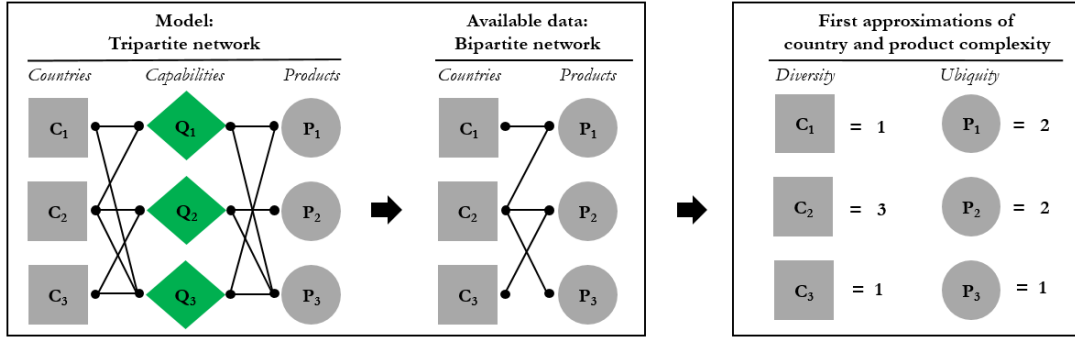 Model:
Tripartite network
Available data:
Bipartite network
First approximations of
country and product complexity
Countries Capabilities Products
Countries Products
Diversity Ubiquity
C1 Q1 P1 C1 P1 C1 = 1 P1 = 2
C2 Q2 P2 C2 P2 C2 = 3 P2 = 2
C3 Q3 P3 C3 P3 C3 = 1 P3 = 1